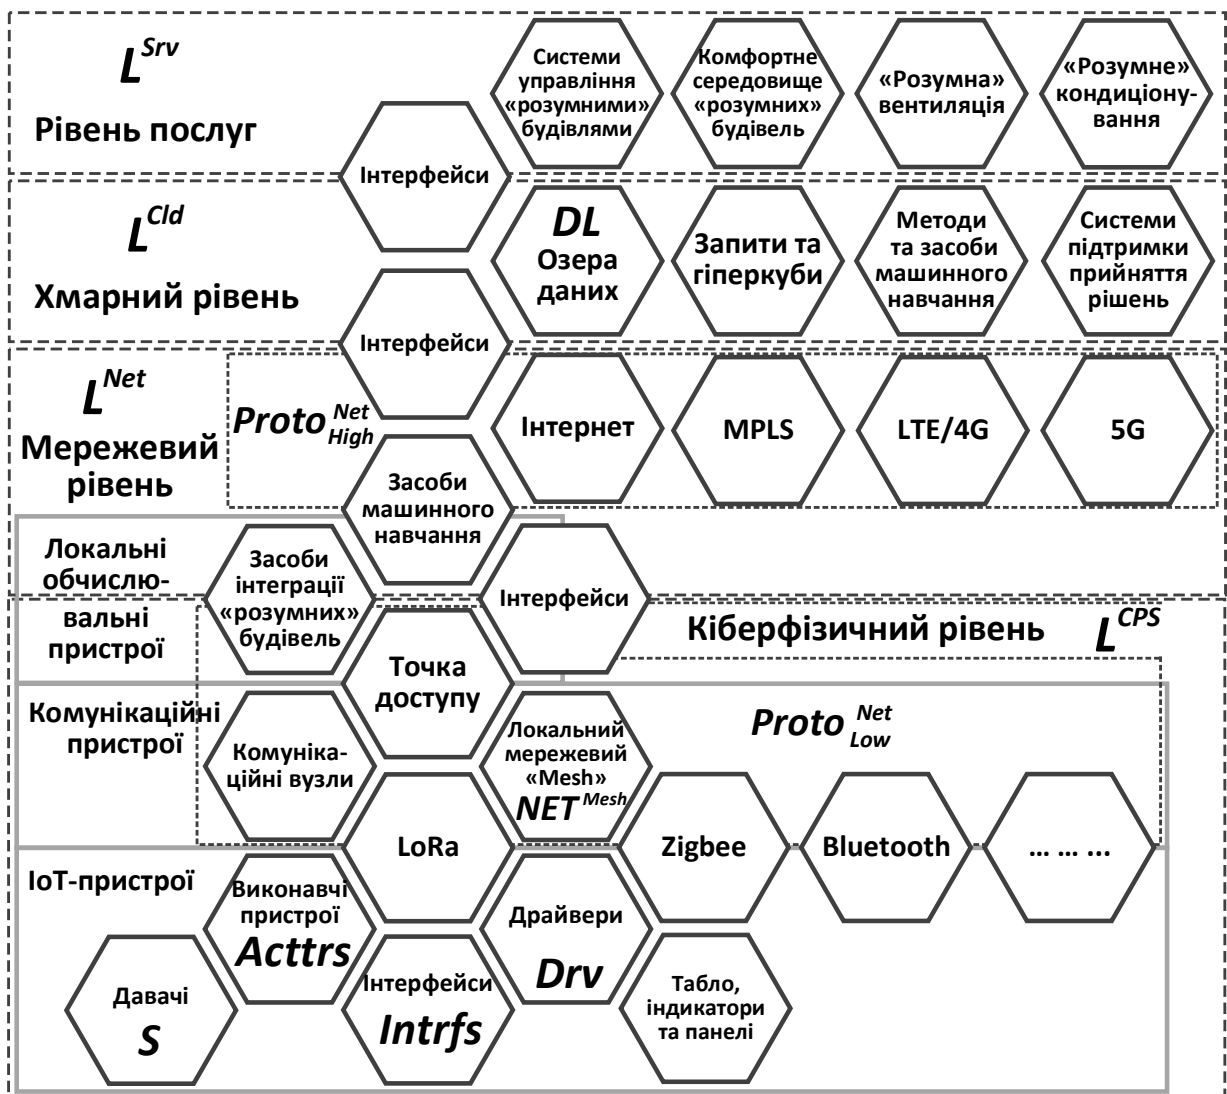 L^Srv
Рівень послуг
Системи
управління
«розумними»
будівлями
Комфортне
середовище
«розумних»
будівель
«Розумна»
вентиляція
«Розумне»
кондиціону-
вання
Інтерфейси
L^Cld
Хмарний рівень
DL
Озера
даних
Запити та
гіперкуби
Методи
та засоби
машинного
навчання
Системи
підтримки
прийняття
рішень
Інтерфейси
L^Net
Мережевий
рівень
Proto^Net_High
Інтернет
MPLS
LTE/4G
5G
Засоби
машинного
навчання
Локальні
обчислю-
вальні
пристрої
Засоби
інтеграції
«розумних»
будівель
Інтерфейси
Кіберфізичний рівень L^CPS
Точка
доступу
Комунікаційні
пристрої
Комуніка-
ційні вузли
Локальний
мережевий
«Mesh»
NET^Mesh
Proto^Net_Low
LoRa
Zigbee
Bluetooth
… … ...
IoT-пристрої
Виконавчі
пристрої
Acttrs
Драйвери
Drv
Давачі
S
Інтерфейси
Intrfs
Табло,
індикатори
та панелі